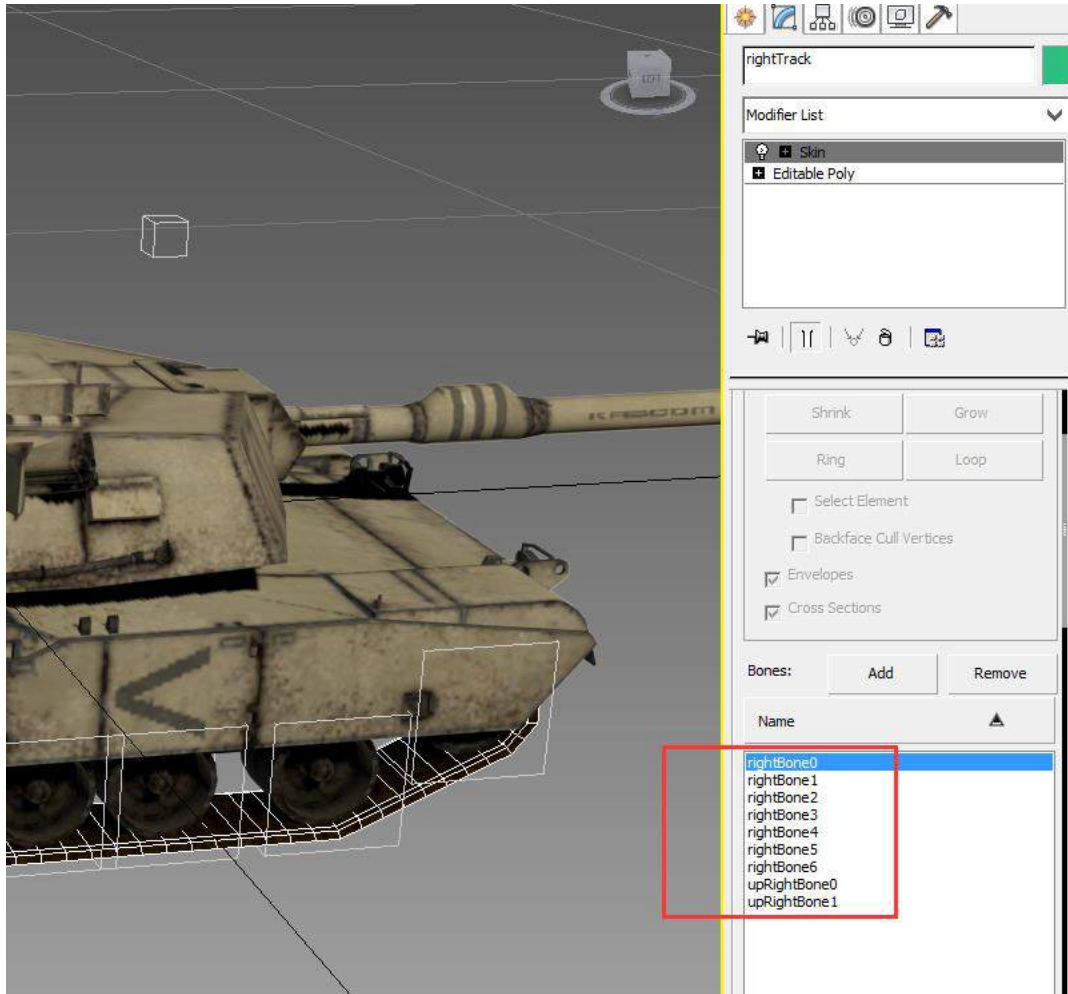 rightTrack
LEFT
Modifier List
Skin
Editable Poly
KABOOM
Shrink Grow
Ring Loop
Select Element
Backface Cull Vertices
Envelopes
Cross Sections
Bones: Add Remove
Name
rightBone0
rightBone1
rightBone2
rightBone3
rightBone4
rightBone5
rightBone6
upRightBone0
upRightBone1